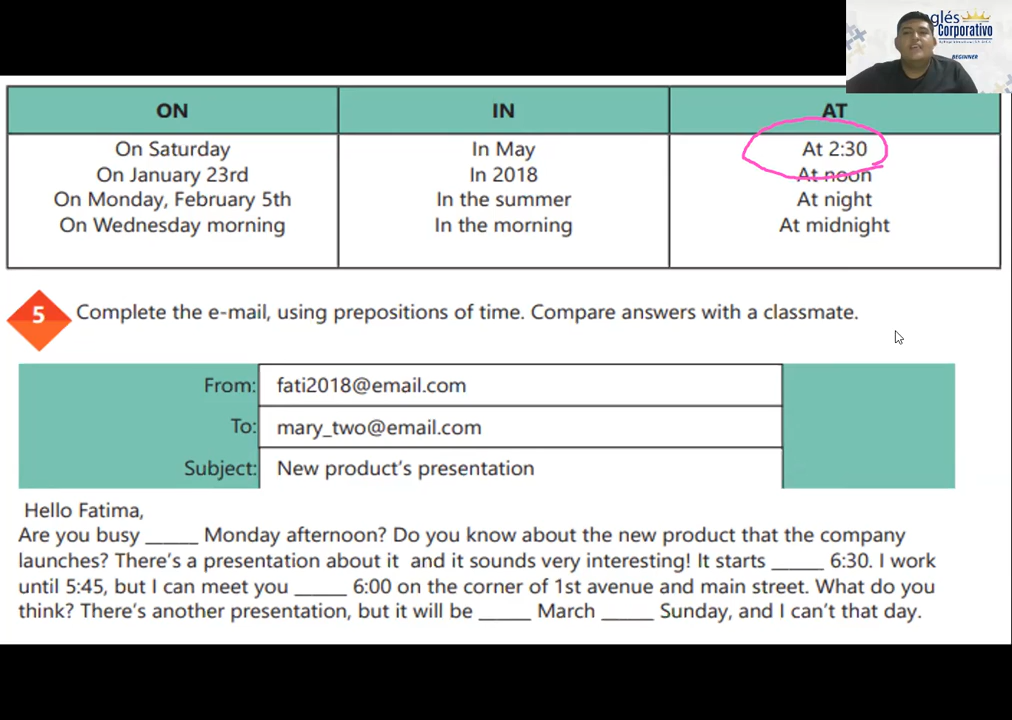 Inglés
Corporativo
BEGINNER
ON IN AT
On Saturday In May At 2:30
On January 23rd In 2018 At noon
On Monday, February 5th In the summer At night
On Wednesday morning In the morning At midnight
5 Complete the e-mail, using prepositions of time. Compare answers with a classmate.
From: fati2018@email.com
To: mary_two@email.com
Subject: New product's presentation
Hello Fatima,
Are you busy _____ Monday afternoon? Do you know about the new product that the company
launches? There's a presentation about it and it sounds very interesting! It starts _____ 6:30. I work
until 5:45, but I can meet you _____ 6:00 on the corner of 1st avenue and main street. What do you
think? There's another presentation, but it will be _____ March _____ Sunday, and I can't that day.